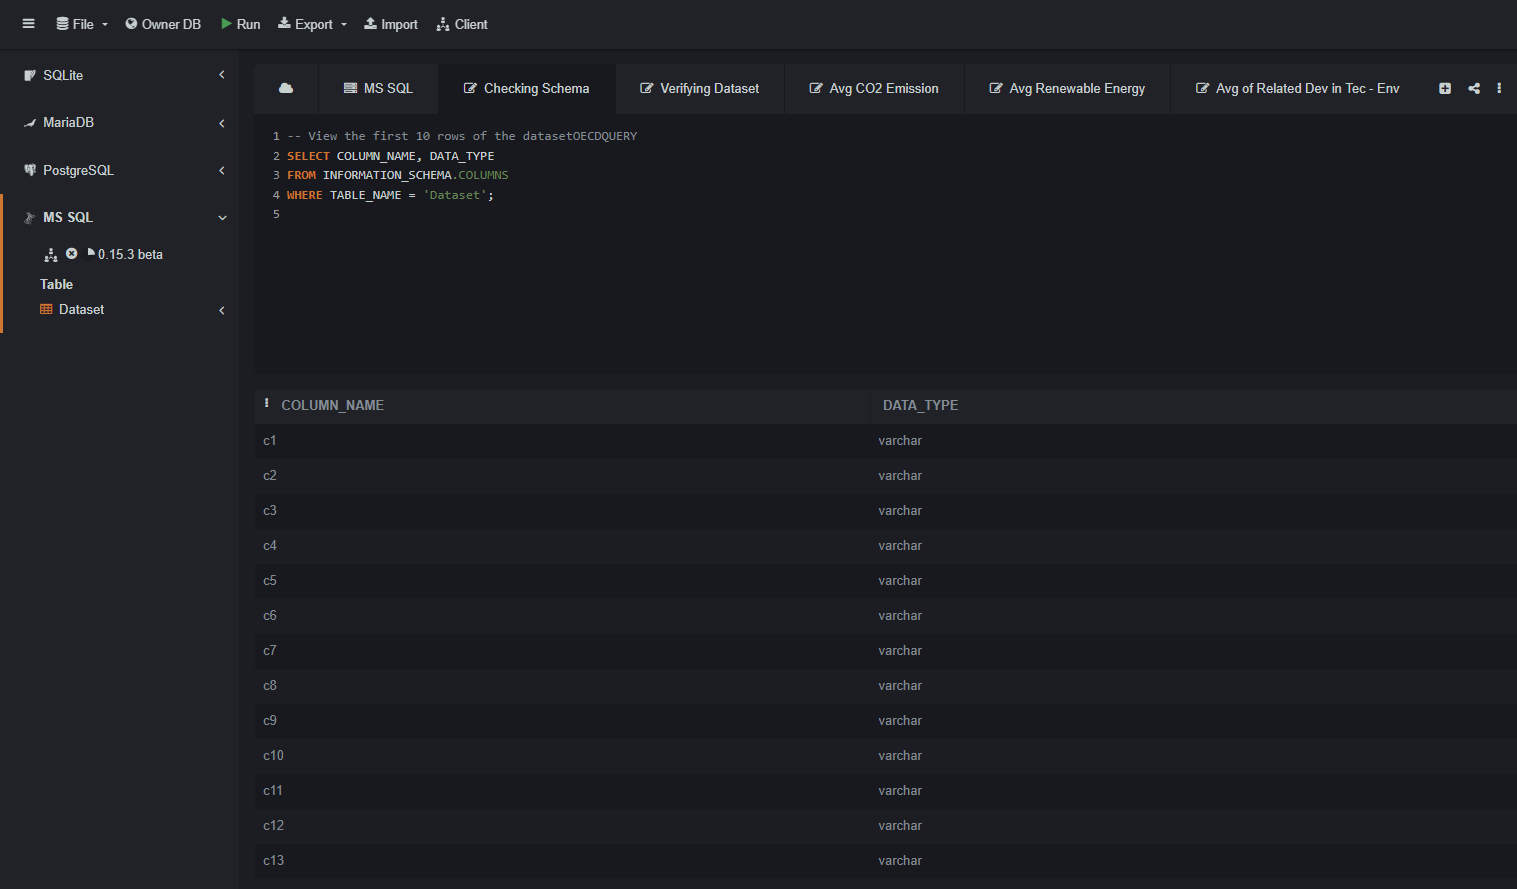 File Owner DB Run Export Import Client
SQLite
MariaDB
PostgreSQL
MS SQL
0.15.3 beta
Table
Dataset
MS SQL Checking Schema Verifying Dataset Avg CO2 Emission Avg Renewable Energy Avg of Related Dev in Tec - Env
1 -- View the first 10 rows of the datasetOECDQUERY
2 SELECT COLUMN_NAME, DATA_TYPE
3 FROM INFORMATION_SCHEMA.COLUMNS
4 WHERE TABLE_NAME = 'Dataset';
5
COLUMN_NAME DATA_TYPE
c1 varchar
c2 varchar
c3 varchar
c4 varchar
c5 varchar
c6 varchar
c7 varchar
c8 varchar
c9 varchar
c10 varchar
c11 varchar
c12 varchar
c13 varchar